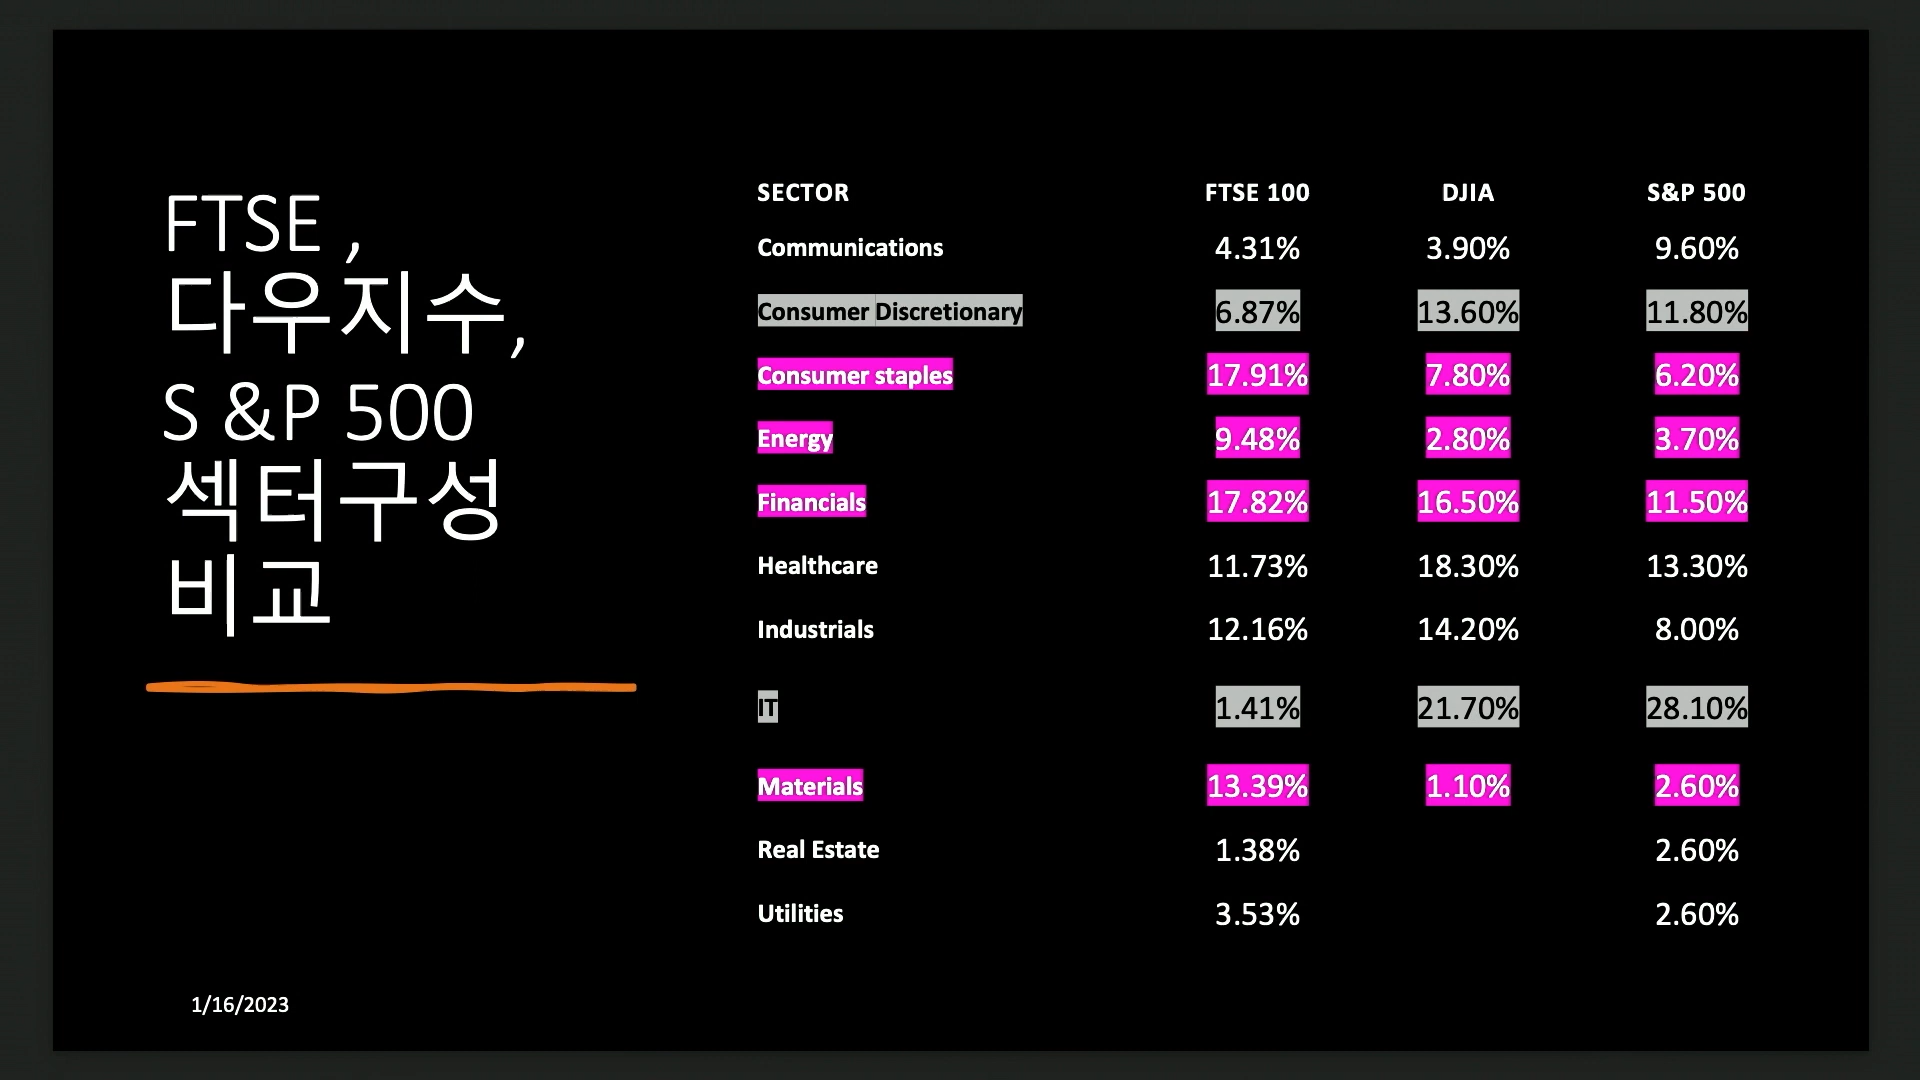 FTSE ,
다우지수,
S &P 500
섹터구성
비교
SECTOR FTSE 100 DJIA S&P 500
Communications 4.31% 3.90% 9.60%
Consumer Discretionary 6.87% 13.60% 11.80%
Consumer staples 17.91% 7.80% 6.20%
Energy 9.48% 2.80% 3.70%
Financials 17.82% 16.50% 11.50%
Healthcare 11.73% 18.30% 13.30%
Industrials 12.16% 14.20% 8.00%
IT 1.41% 21.70% 28.10%
Materials 13.39% 1.10% 2.60%
Real Estate 1.38% 2.60%
Utilities 3.53% 2.60%
1/16/2023